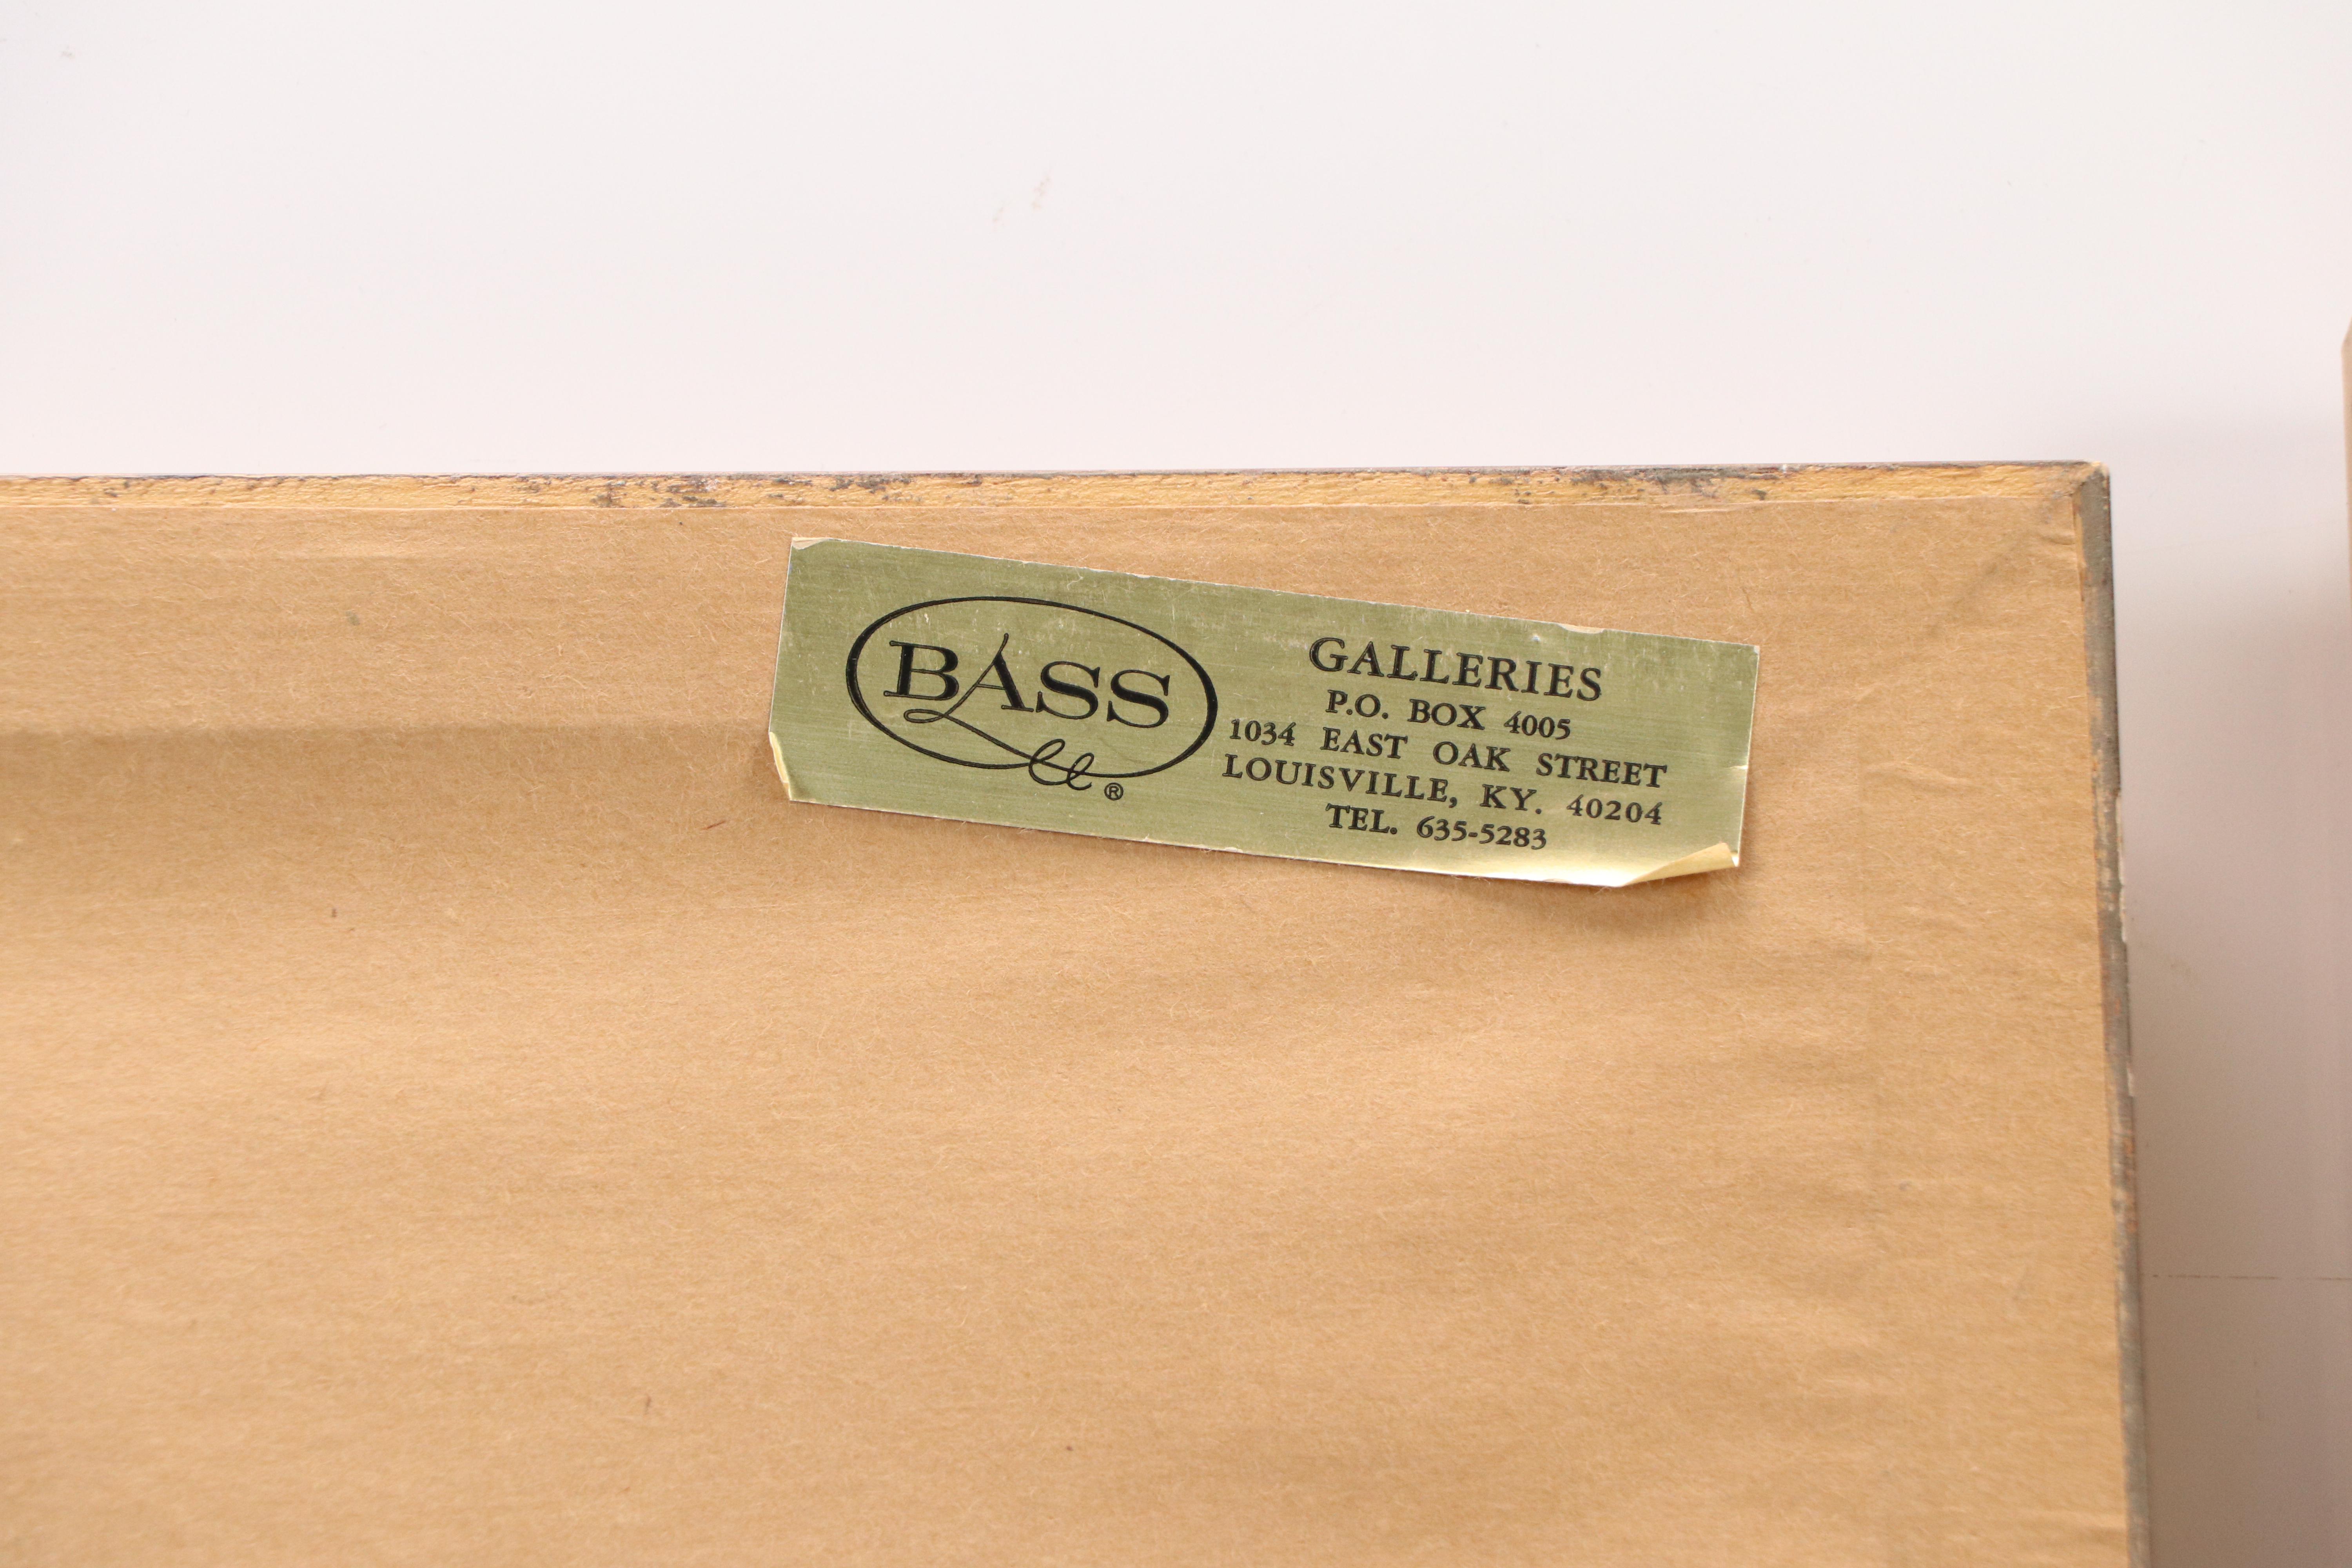 BASS
®
GALLERIES
P.O. BOX 4005
1034 EAST OAK STREET
LOUISVILLE, KY. 40204
TEL. 635-5283